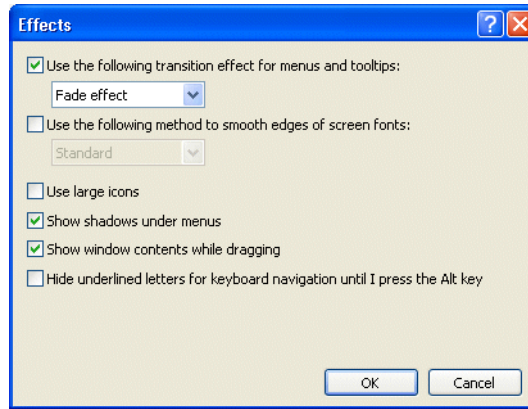 Effects
Use the following transition effect for menus and tooltips:
Fade effect
Use the following method to smooth edges of screen fonts:
Standard
Use large icons
Show shadows under menus
Show window contents while dragging
Hide underlined letters for keyboard navigation until I press the Alt key
OK Cancel